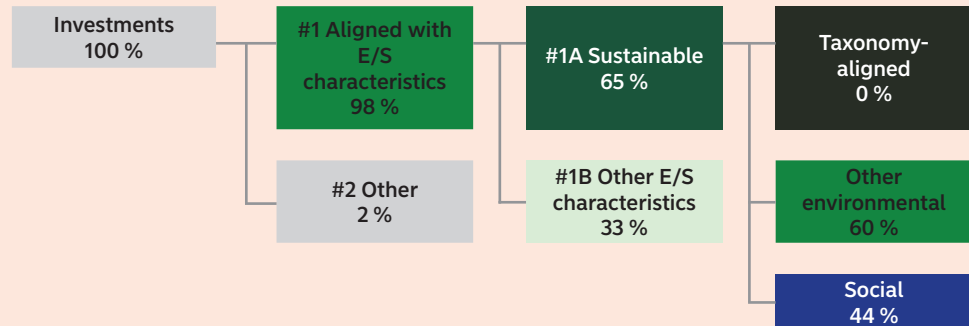 Investments
100 %
#1 Aligned with
E/S
characteristics
98 %
#2 Other
2 %
#1A Sustainable
65 %
#1B Other E/S
characteristics
33 %
Taxonomy-
aligned
0 %
Other
environmental
60 %
Social
44 %